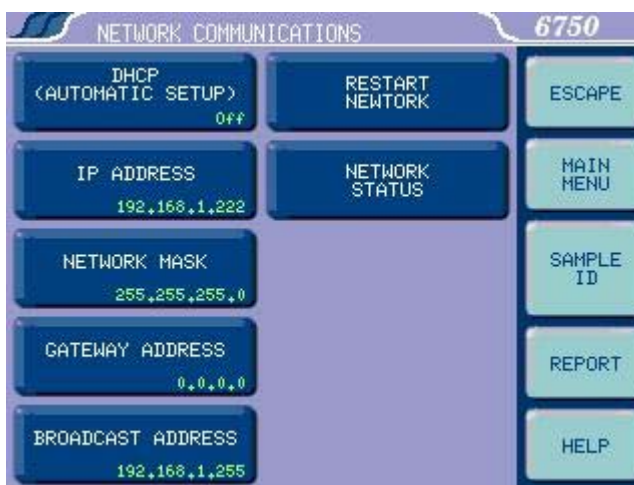 NETWORK COMMUNICATIONS
6750
DHCP
(AUTOMATIC SETUP)
Off
RESTART
NEWTORK
ESCAPE
IP ADDRESS
192.168.1.222
NETWORK
STATUS
MAIN
MENU
NETWORK MASK
255.255.255.0
SAMPLE
ID
GATEWAY ADDRESS
0.0.0.0
REPORT
BROADCAST ADDRESS
192.168.1.255
HELP